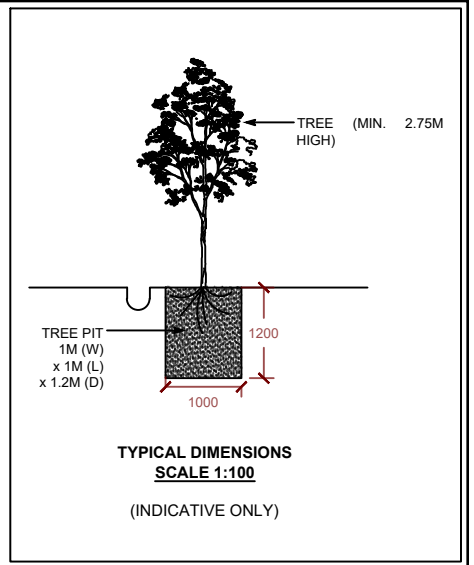 TREE (MIN. 2.75M
HIGH)
TREE PIT
1M (W)
x 1M (L)
x 1.2M (D)
1200
1000
TYPICAL DIMENSIONS
SCALE 1:100
(INDICATIVE ONLY)